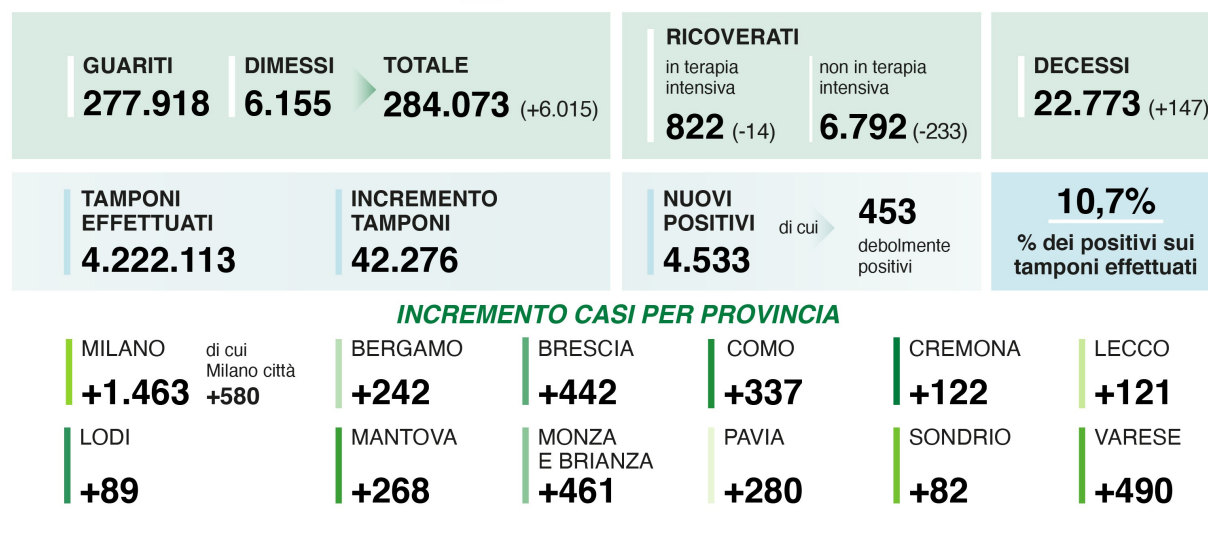 GUARITI
277.918
DIMESSI
6.155
TOTALE
284.073 (+6.015)
RICOVERATI
in terapia
intensiva
822 (-14)
non in terapia
intensiva
6.792 (-233)
DECESSI
22.773 (+147)
TAMPONI
EFFETTUATI
4.222.113
INCREMENTO
TAMPONI
42.276
NUOVI
POSITIVI
4.533
di cui
453
debolmente
positivi
10,7%
% dei positivi sui
tamponi effettuati
INCREMENTO CASI PER PROVINCIA
MILANO
+1.463
di cui
Milano città
+580
BERGAMO
+242
BRESCIA
+442
COMO
+337
CREMONA
+122
LECCO
+121
LODI
+89
MANTOVA
+268
MONZA
E BRIANZA
+461
PAVIA
+280
SONDRIO
+82
VARESE
+490